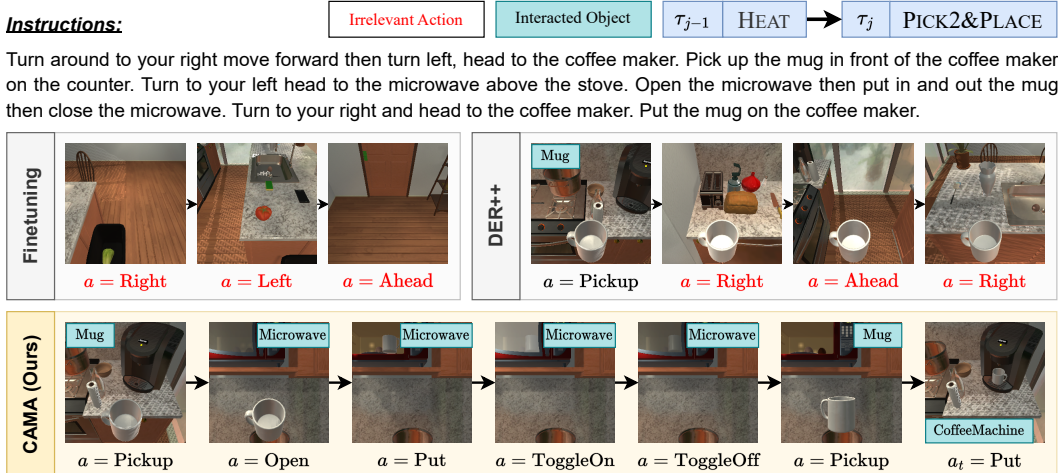 Instructions:
Irrelevant Action
Interacted Object
τj−1 HEAT → τj PICK2&PLACE
Turn around to your right move forward then turn left, head to the coffee maker. Pick up the mug in front of the coffee maker
on the counter. Turn to your left head to the microwave above the stove. Open the microwave then put in and out the mug
then close the microwave. Turn to your right and head to the coffee maker. Put the mug on the coffee maker.
Finetuning
a = Right
a = Left
a = Ahead
DER++
Mug
a = Pickup
a = Right
a = Ahead
a = Right
CAMA (Ours)
Mug
Microwave
Microwave
Microwave
Microwave
Mug
CoffeeMachine
a = Pickup
a = Open
a = Put
a = ToggleOn
a = ToggleOff
a = Pickup
at = Put